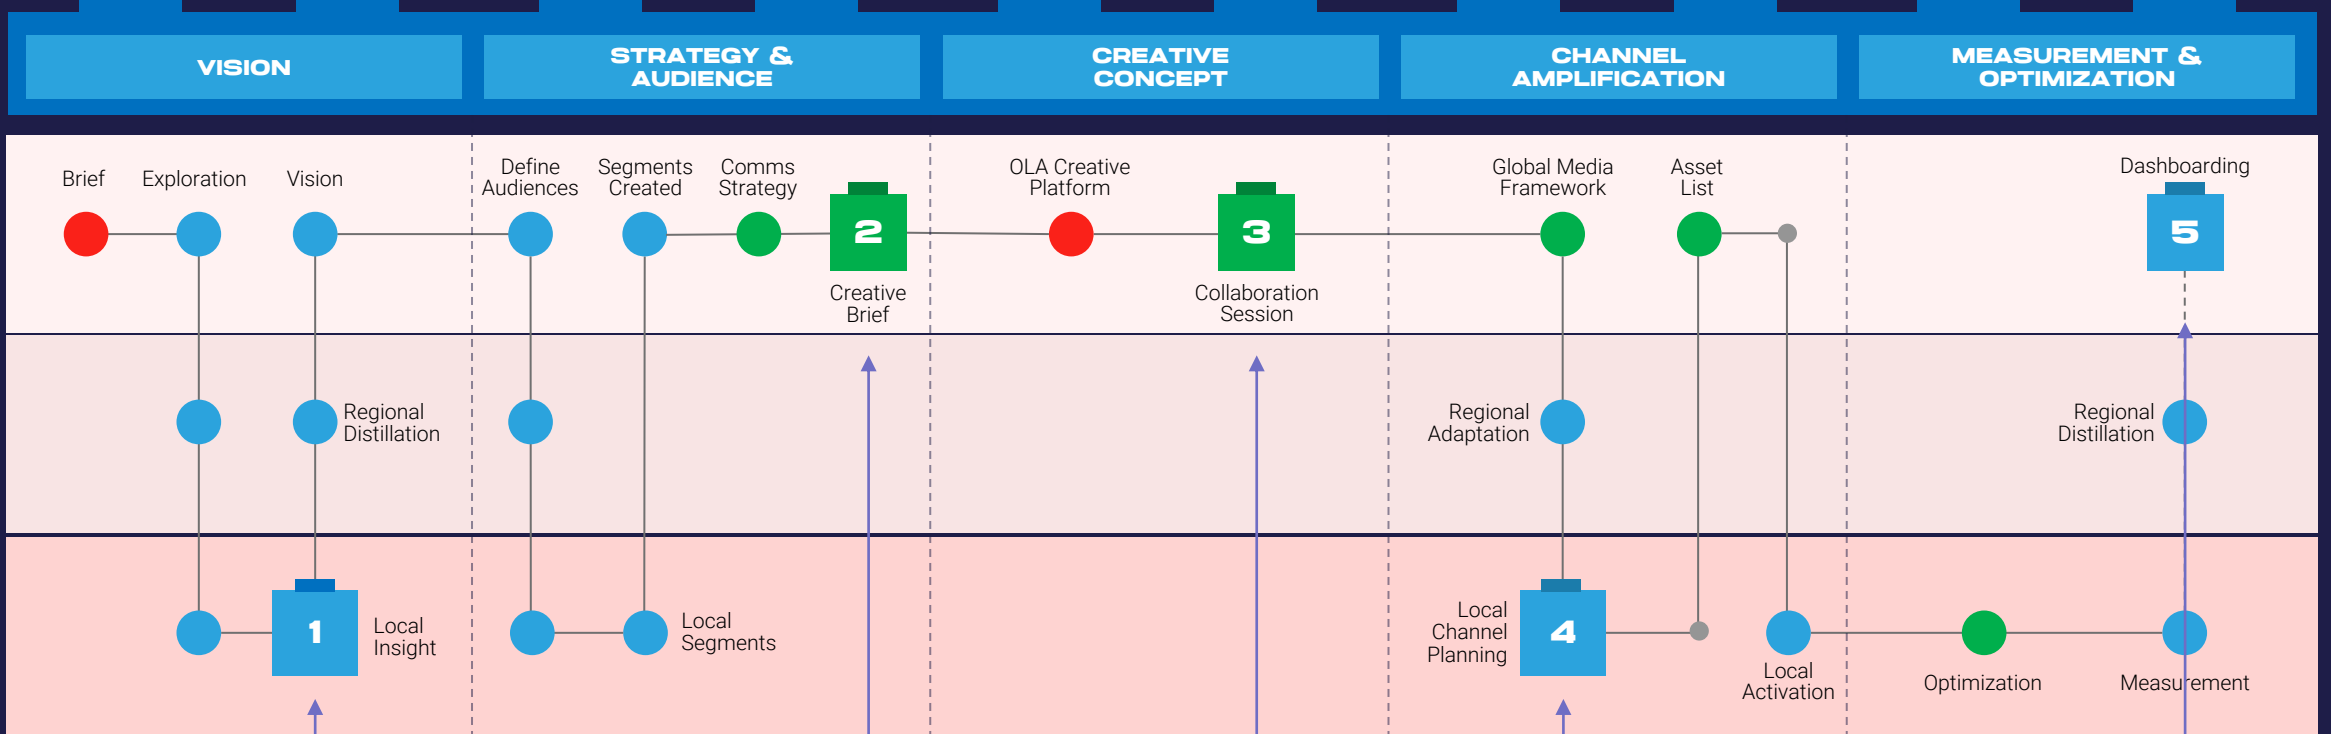 VISION
STRATEGY &
AUDIENCE
CREATIVE
CONCEPT
CHANNEL
AMPLIFICATION
MEASUREMENT &
OPTIMIZATION
Brief
Exploration
Vision
Define
Audiences
Segments
Created
Comms
Strategy
2
Creative
Brief
OLA Creative
Platform
3
Collaboration
Session
Global Media
Framework
Asset
List
Dashboarding
5
Regional
Distillation
Regional
Adaptation
Regional
Distillation
1
Local
Insight
Local
Segments
Local
Channel
Planning
4
Local
Activation
Optimization
Measurement